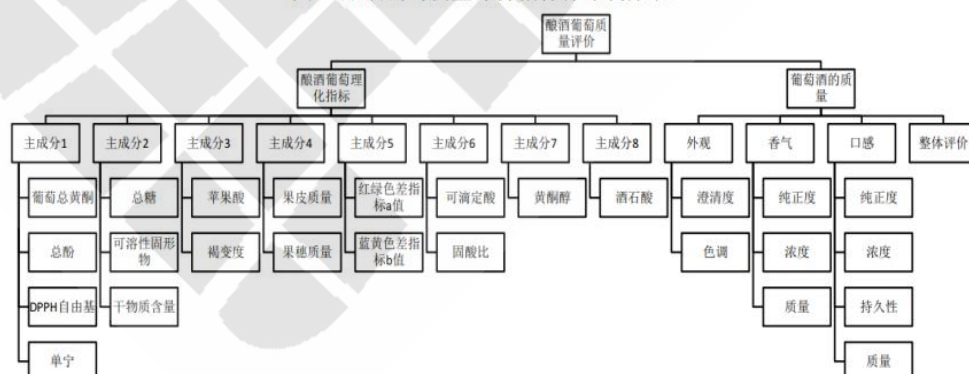 酿酒葡萄质
量评价
酿酒葡萄理
化指标
葡萄酒的质
量
主成分1
主成分2
主成分3
主成分4
主成分5
主成分6
主成分7
主成分8
外观
香气
口感
整体评价
葡萄总黄酮
总糖
苹果酸
果皮质量
红绿色差指
标a值
可滴定酸
黄酮醇
酒石酸
澄清度
纯正度
纯正度
总酚
可溶性固形
物
褐变度
果穗质量
蓝黄色差指
标b值
固酸比
色调
浓度
浓度
DPPH自由基
干物质含量
质量
持久性
单宁
质量